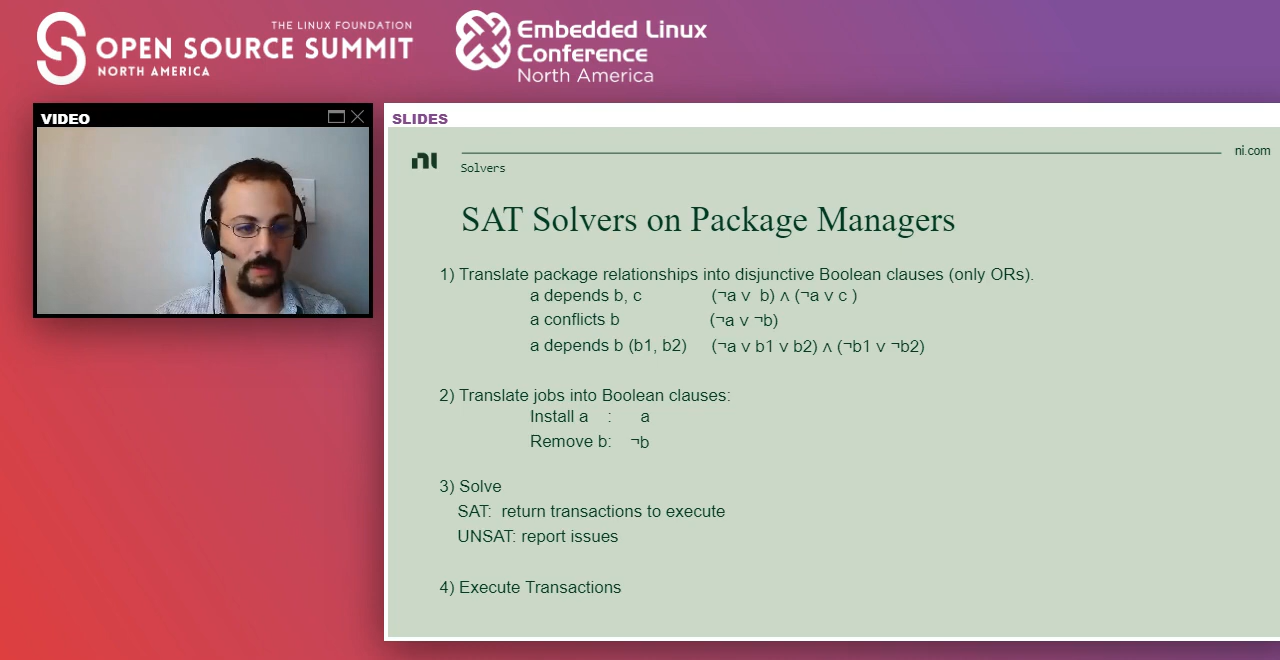 THE LINUX FOUNDATION
OPEN SOURCE SUMMIT
NORTH AMERICA
Embedded Linux
Conference
North America
VIDEO
SLIDES
ni
ni.com
Solvers
SAT Solvers on Package Managers
1) Translate package relationships into disjunctive Boolean clauses (only ORs).
a depends b, c (¬a ∨ b) ∧ (¬a ∨ c )
a conflicts b (¬a ∨ ¬b)
a depends b (b1, b2) (¬a ∨ b1 ∨ b2) ∧ (¬b1 ∨ ¬b2)
2) Translate jobs into Boolean clauses:
Install a : a
Remove b: ¬b
3) Solve
SAT: return transactions to execute
UNSAT: report issues
4) Execute Transactions